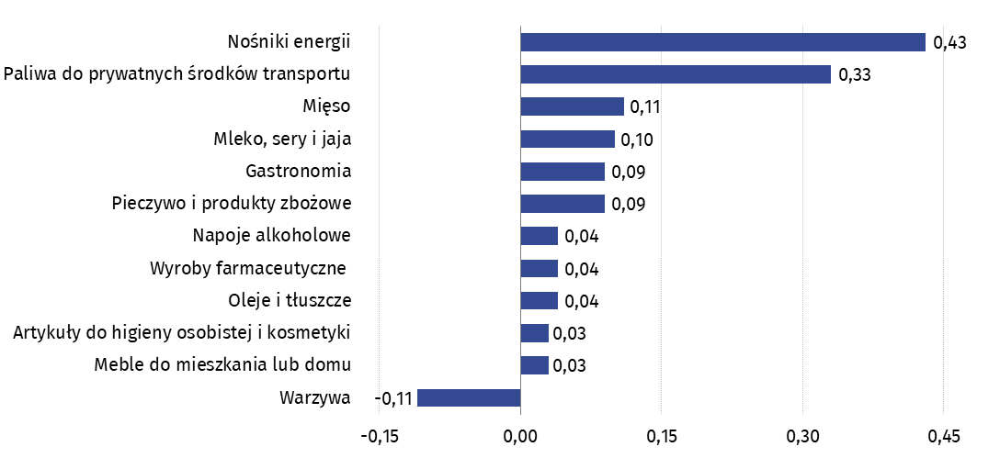 Nośniki energii 0,43
Paliwa do prywatnych środków transportu 0,33
Mięso 0,11
Mleko, sery i jaja 0,10
Gastronomia 0,09
Pieczywo i produkty zbożowe 0,09
Napoje alkoholowe 0,04
Wyroby farmaceutyczne 0,04
Oleje i tłuszcze 0,04
Artykuły do higieny osobistej i kosmetyki 0,03
Meble do mieszkania lub domu 0,03
Warzywa -0,11
-0,15 0,00 0,15 0,30 0,45